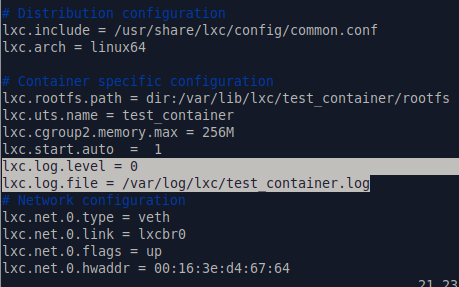 # Distribution configuration
lxc.include = /usr/share/lxc/config/common.conf
lxc.arch = linux64
# Container specific configuration
lxc.rootfs.path = dir:/var/lib/lxc/test_container/rootfs
lxc.uts.name = test_container
lxc.cgroup2.memory.max = 256M
lxc.start.auto  =  1
lxc.log.level = 0
lxc.log.file = /var/log/lxc/test_container.log
# Network configuration
lxc.net.0.type = veth
lxc.net.0.link = lxcbr0
lxc.net.0.flags = up
lxc.net.0.hwaddr = 00:16:3e:d4:67:64
21,23